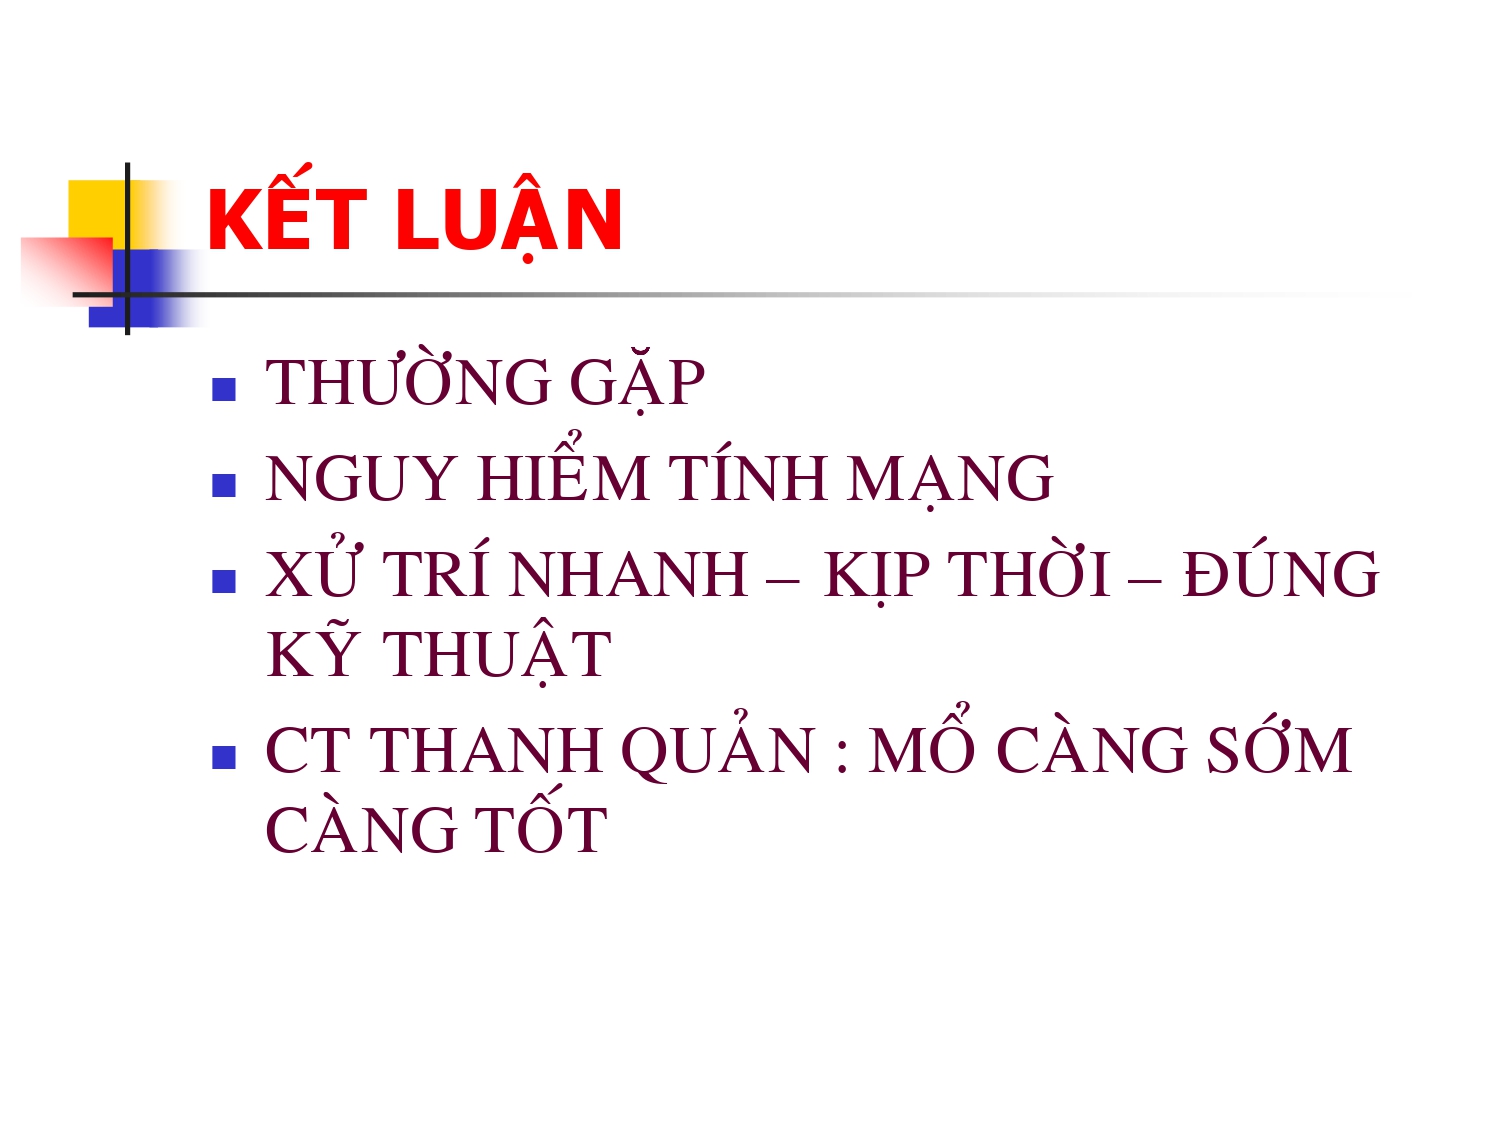 KẾT LUẬN
THƯỜNG GẶP
NGUY HIỂM TÍNH MẠNG
XỬ TRÍ NHANH – KỊP THỜI – ĐÚNG
KỸ THUẬT
CT THANH QUẢN : MỔ CÀNG SỚM
CÀNG TỐT